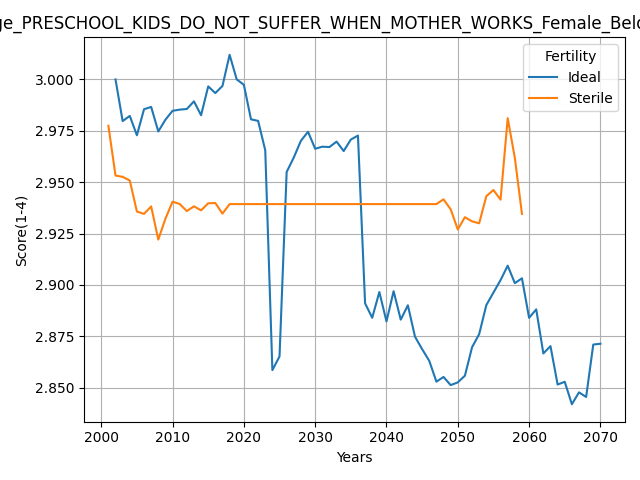 ge_PRESCHOOL_KIDS_DO_NOT_SUFFER_WHEN_MOTHER_WORKS_Female_Belo
Fertility
Ideal
Sterile
Score(1-4)
3.000
2.975
2.950
2.925
2.900
2.875
2.850
2000 2010 2020 2030 2040 2050 2060 2070
Years